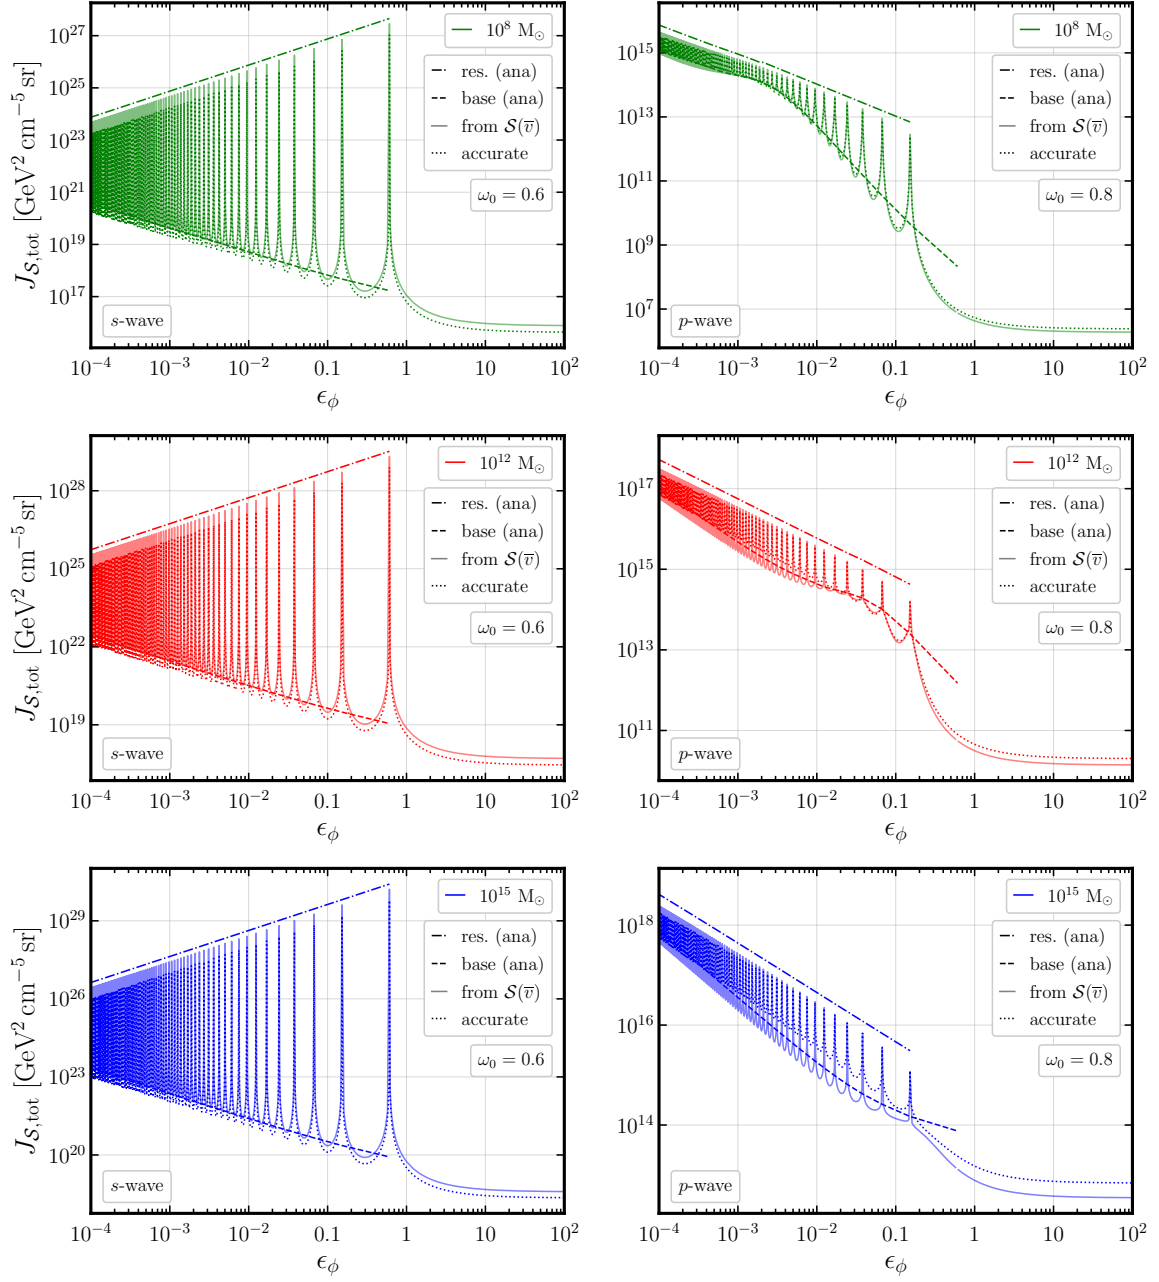 10^8 M_⊙
res. (ana)
base (ana)
from S(v̅)
accurate
ω_0 = 0.6
s-wave
J_{S,tot} [GeV^2 cm^{−5} sr]
10^27
10^25
10^23
10^21
10^19
10^17
10^−4 10^−3 10^−2 0.1 1 10 10^2
ϵ_ϕ
10^8 M_⊙
res. (ana)
base (ana)
from S(v̅)
accurate
ω_0 = 0.8
p-wave
10^15
10^13
10^11
10^9
10^7
10^−4 10^−3 10^−2 0.1 1 10 10^2
ϵ_ϕ
10^12 M_⊙
res. (ana)
base (ana)
from S(v̅)
accurate
ω_0 = 0.6
s-wave
J_{S,tot} [GeV^2 cm^{−5} sr]
10^28
10^25
10^22
10^19
10^−4 10^−3 10^−2 0.1 1 10 10^2
ϵ_ϕ
10^12 M_⊙
res. (ana)
base (ana)
from S(v̅)
accurate
ω_0 = 0.8
p-wave
10^17
10^15
10^13
10^11
10^−4 10^−3 10^−2 0.1 1 10 10^2
ϵ_ϕ
10^15 M_⊙
res. (ana)
base (ana)
from S(v̅)
accurate
ω_0 = 0.6
s-wave
J_{S,tot} [GeV^2 cm^{−5} sr]
10^29
10^26
10^23
10^20
10^−4 10^−3 10^−2 0.1 1 10 10^2
ϵ_ϕ
10^15 M_⊙
res. (ana)
base (ana)
from S(v̅)
accurate
ω_0 = 0.8
p-wave
10^18
10^16
10^14
10^−4 10^−3 10^−2 0.1 1 10 10^2
ϵ_ϕ